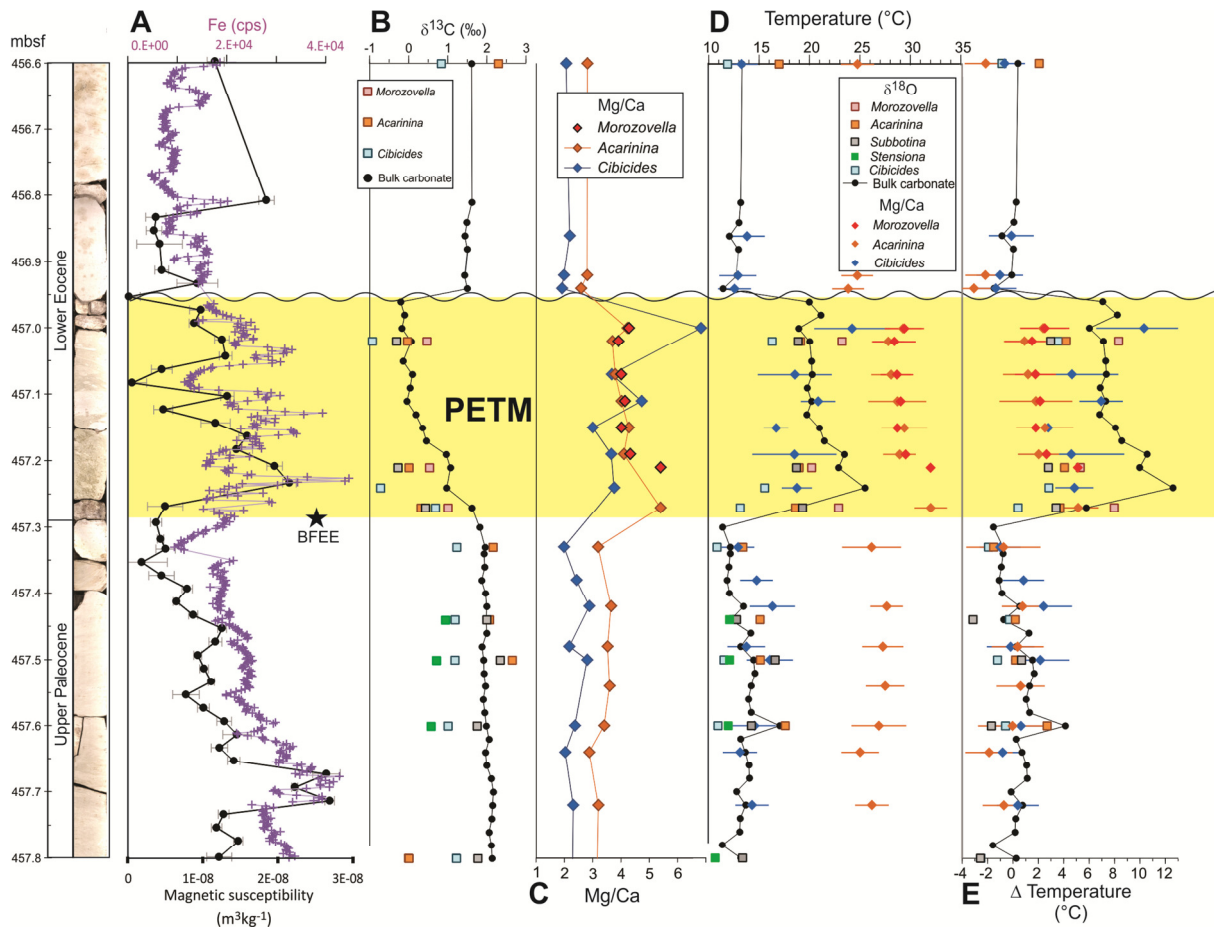 A
Fe (cps)
0.E+00 2.E+04 4.E+04
B
δ13C (‰)
-1 0 1 2 3
D
Temperature (°C)
10 15 20 25 30 35
mbsf
456.6
456.7
456.8
456.9
457.0
457.1
457.2
457.3
457.4
457.5
457.6
457.7
457.8
Lower Eocene
Upper Paleocene
Morozovella
Acarinina
Cibicides
Bulk carbonate
Mg/Ca
Morozovella
Acarinina
Cibicides
δ18O
Morozovella
Acarinina
Subbotina
Stensiona
Cibicides
Bulk carbonate
Mg/Ca
Morozovella
Acarinina
Cibicides
PETM
BFEE
0 1E-08 2E-08 3E-08
Magnetic susceptibility
(m3kg-1)
C
1 2 3 4 5 6
Mg/Ca
-4 -2 0 2 4 6 8 10 12
E
Δ Temperature
(°C)